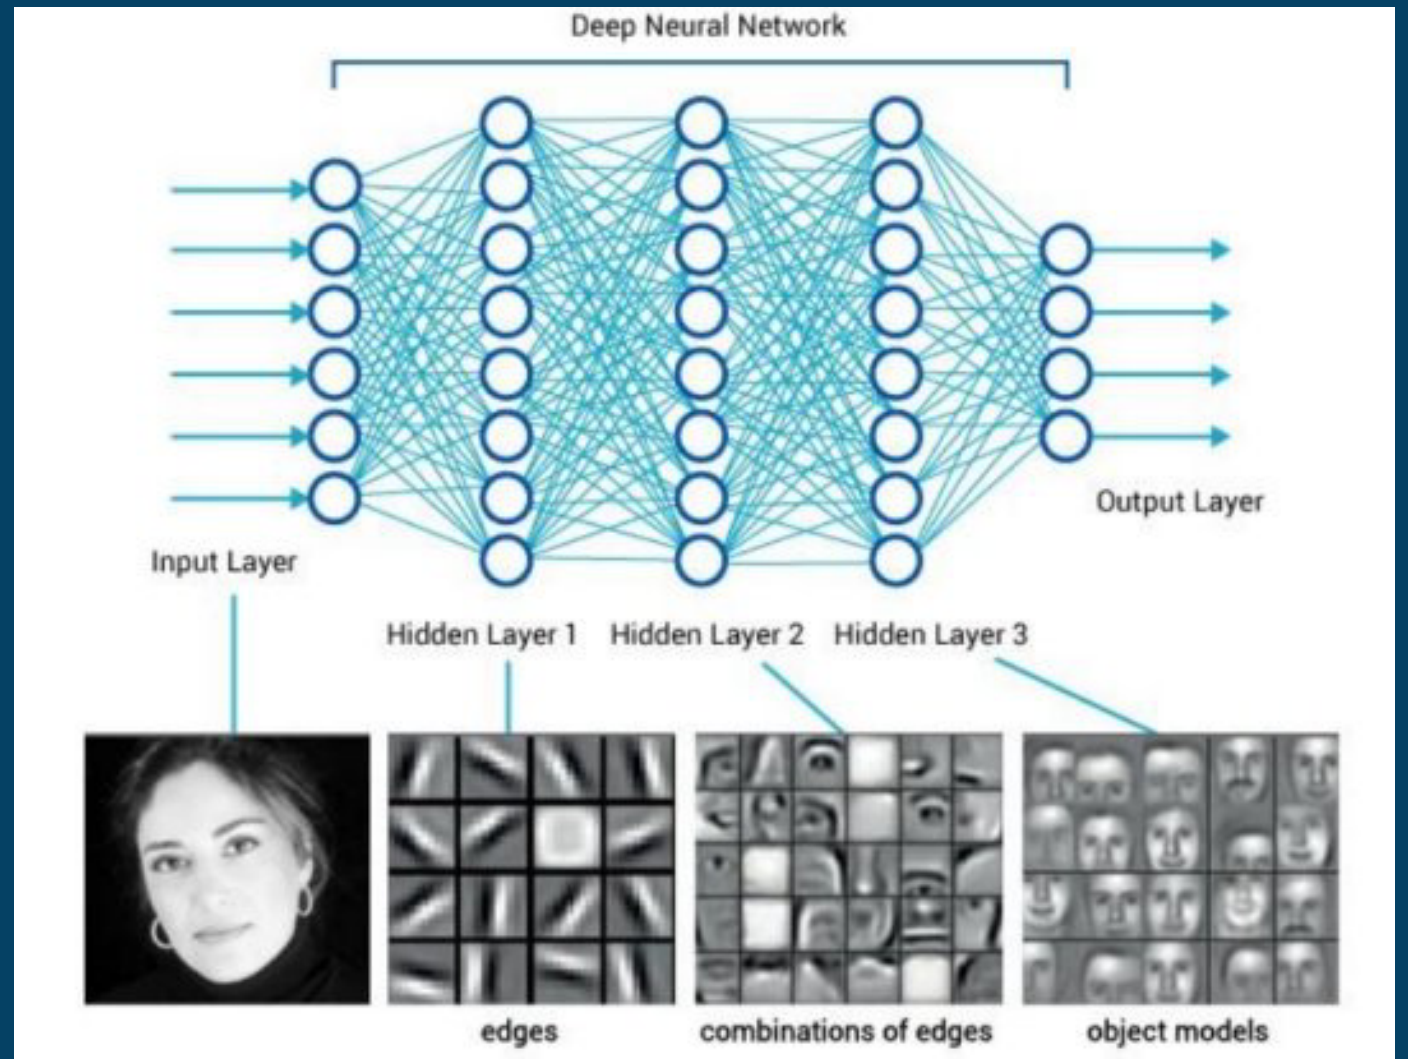 Deep Neural Network
Output Layer
Input Layer
Hidden Layer 1
Hidden Layer 2
Hidden Layer 3
edges
combinations of edges
object models